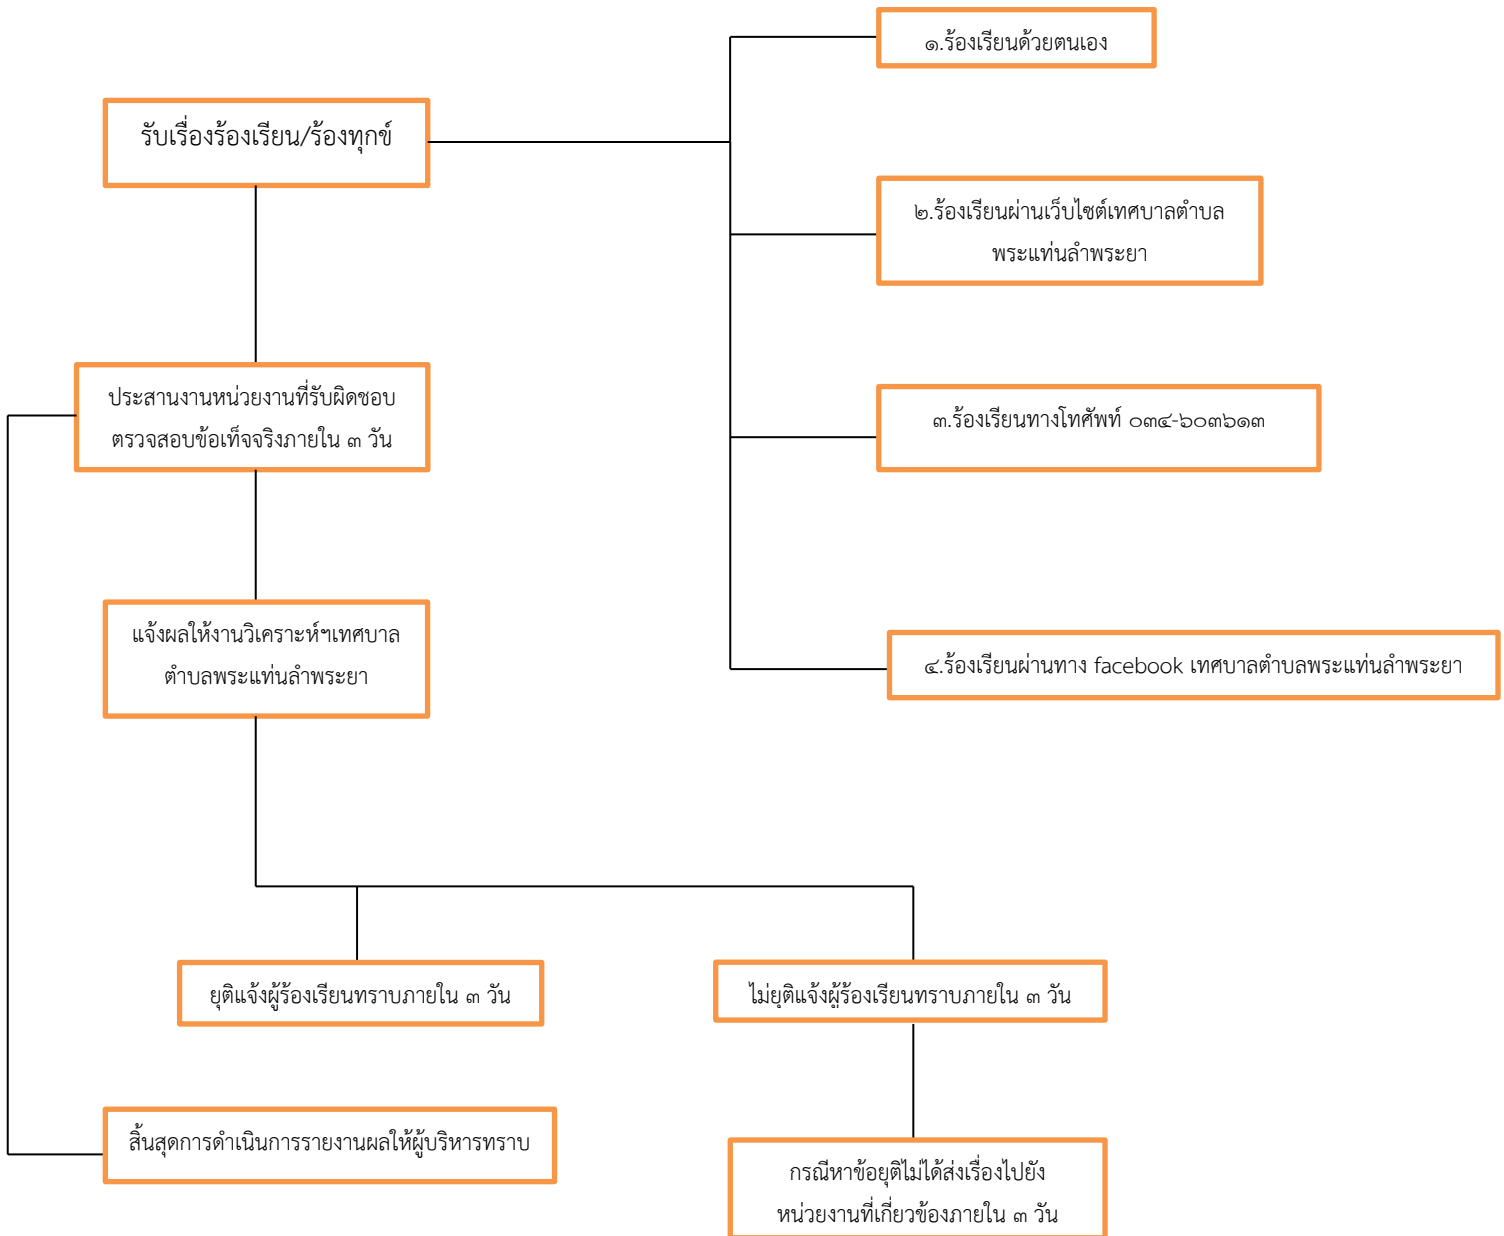 ๑.ร้องเรียนด้วยตนเอง
รับเรื่องร้องเรียน/ร้องทุกข์
๒.ร้องเรียนผ่านเว็บไซต์เทศบาลตำบล
พระแท่นลำพระยา
ประสานงานหน่วยงานที่รับผิดชอบ
ตรวจสอบข้อเท็จจริงภายใน ๓ วัน
๓.ร้องเรียนทางโทศัพท์ ๐๓๔-๖๐๓๖๑๓
แจ้งผลให้งานวิเคราะห์ฯเทศบาล
ตำบลพระแท่นลำพระยา
๔.ร้องเรียนผ่านทาง facebook เทศบาลตำบลพระแท่นลำพระยา
ยุติแจ้งผู้ร้องเรียนทราบภายใน ๓ วัน
ไม่ยุติแจ้งผู้ร้องเรียนทราบภายใน ๓ วัน
สิ้นสุดการดำเนินการรายงานผลให้ผู้บริหารทราบ
กรณีหาข้อยุติไม่ได้ส่งเรื่องไปยัง
หน่วยงานที่เกี่ยวข้องภายใน ๓ วัน